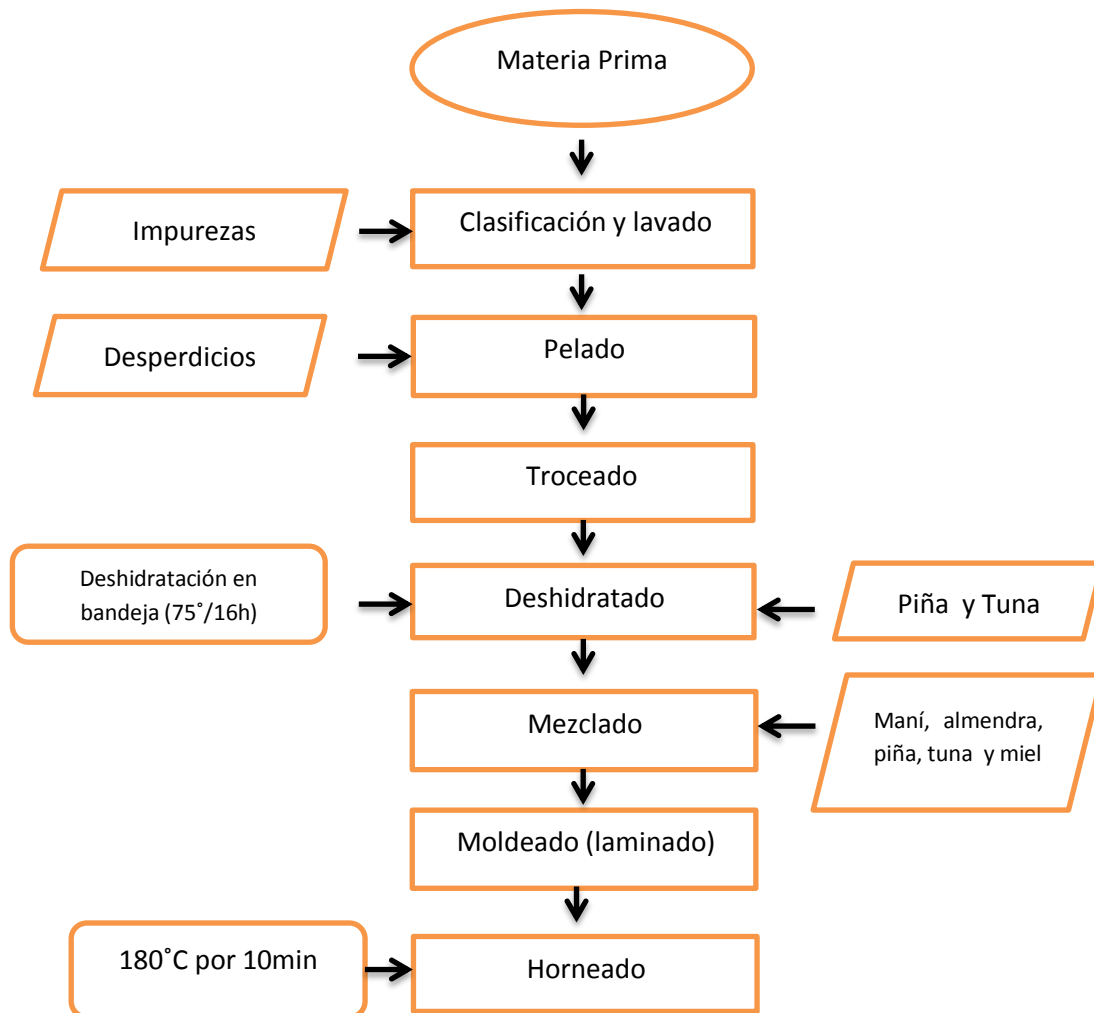 Materia Prima
Impurezas
Clasificación y lavado
Desperdicios
Pelado
Troceado
Deshidratación en
bandeja (75˚/16h)
Deshidratado
Piña y Tuna
Mezclado
Maní, almendra,
piña, tuna y miel
Moldeado (laminado)
180˚C por 10min
Horneado